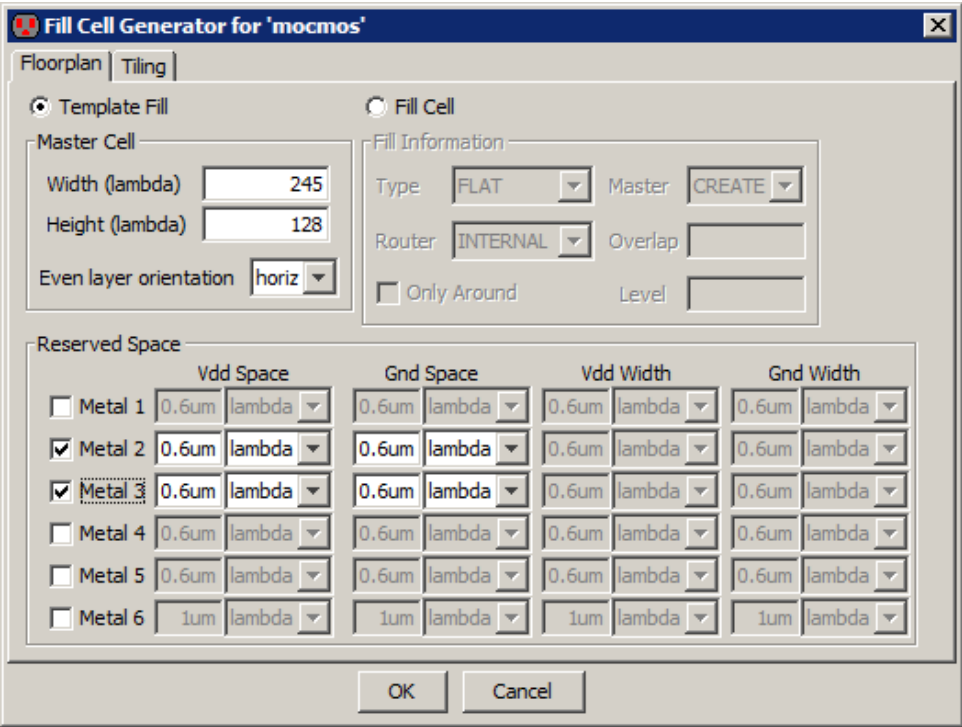 Fill Cell Generator for 'mocmos'
Floorplan Tiling
Template Fill Fill Cell
Master Cell
Width (lambda) 245
Height (lambda) 128
Even layer orientation horiz
Fill Information
Type FLAT Master CREATE
Router INTERNAL Overlap
Only Around Level
Reserved Space
Vdd Space Gnd Space Vdd Width Gnd Width
Metal 1 0.6um lambda 0.6um lambda 0.6um lambda 0.6um lambda
Metal 2 0.6um lambda 0.6um lambda 0.6um lambda 0.6um lambda
Metal 3 0.6um lambda 0.6um lambda 0.6um lambda 0.6um lambda
Metal 4 0.6um lambda 0.6um lambda 0.6um lambda 0.6um lambda
Metal 5 0.6um lambda 0.6um lambda 0.6um lambda 0.6um lambda
Metal 6 1um lambda 1um lambda 1um lambda 1um lambda
OK Cancel